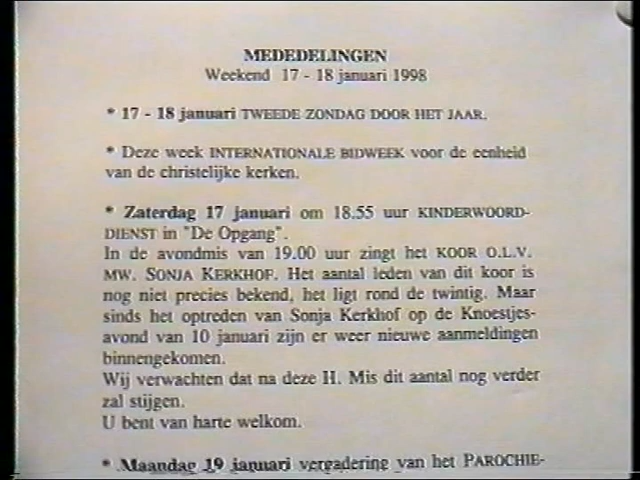 MEDEDELINGEN
Weekend 17 - 18 januari 1998
* 17 - 18 januari TWEEDE ZONDAG DOOR HET JAAR.
* Deze week INTERNATIONALE BIDWEEK voor de eenheid
van de christelijke kerken.
* Zaterdag 17 januari om 18.55 uur KINDERWOORD-
DIENST in "De Opgang".
In de avondmis van 19.00 uur zingt het KOOR O.L.V.
MW. SONJA KERKHOF. Het aantal leden van dit koor is
nog niet precies bekend, het ligt rond de twintig. Maar
sinds het optreden van Sonja Kerkhof op de Knoestjes-
avond van 10 januari zijn er weer nieuwe aanmeldingen
binnengekomen.
Wij verwachten dat na deze H. Mis dit aantal nog verder
zal stijgen.
U bent van harte welkom.
* Maandag 19 januari vergadering van het PAROCHIE-